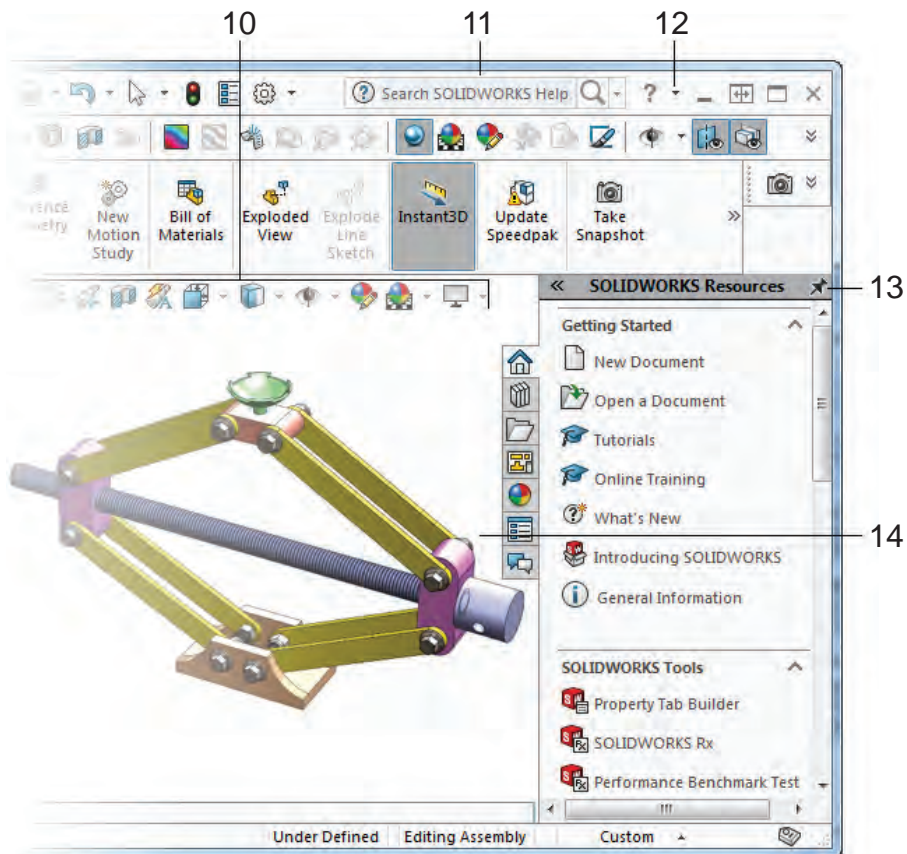 10 11 12
Search SOLIDWORKS Help
New Motion Study
Bill of Materials
Exploded View
Explode Line Sketch
Instant3D
Update Speedpak
Take Snapshot
SOLIDWORKS Resources
13
Getting Started
New Document
Open a Document
Tutorials
Online Training
What's New
14
Introducing SOLIDWORKS
General Information
SOLIDWORKS Tools
Property Tab Builder
SOLIDWORKS Rx
Performance Benchmark Test
Under Defined Editing Assembly Custom